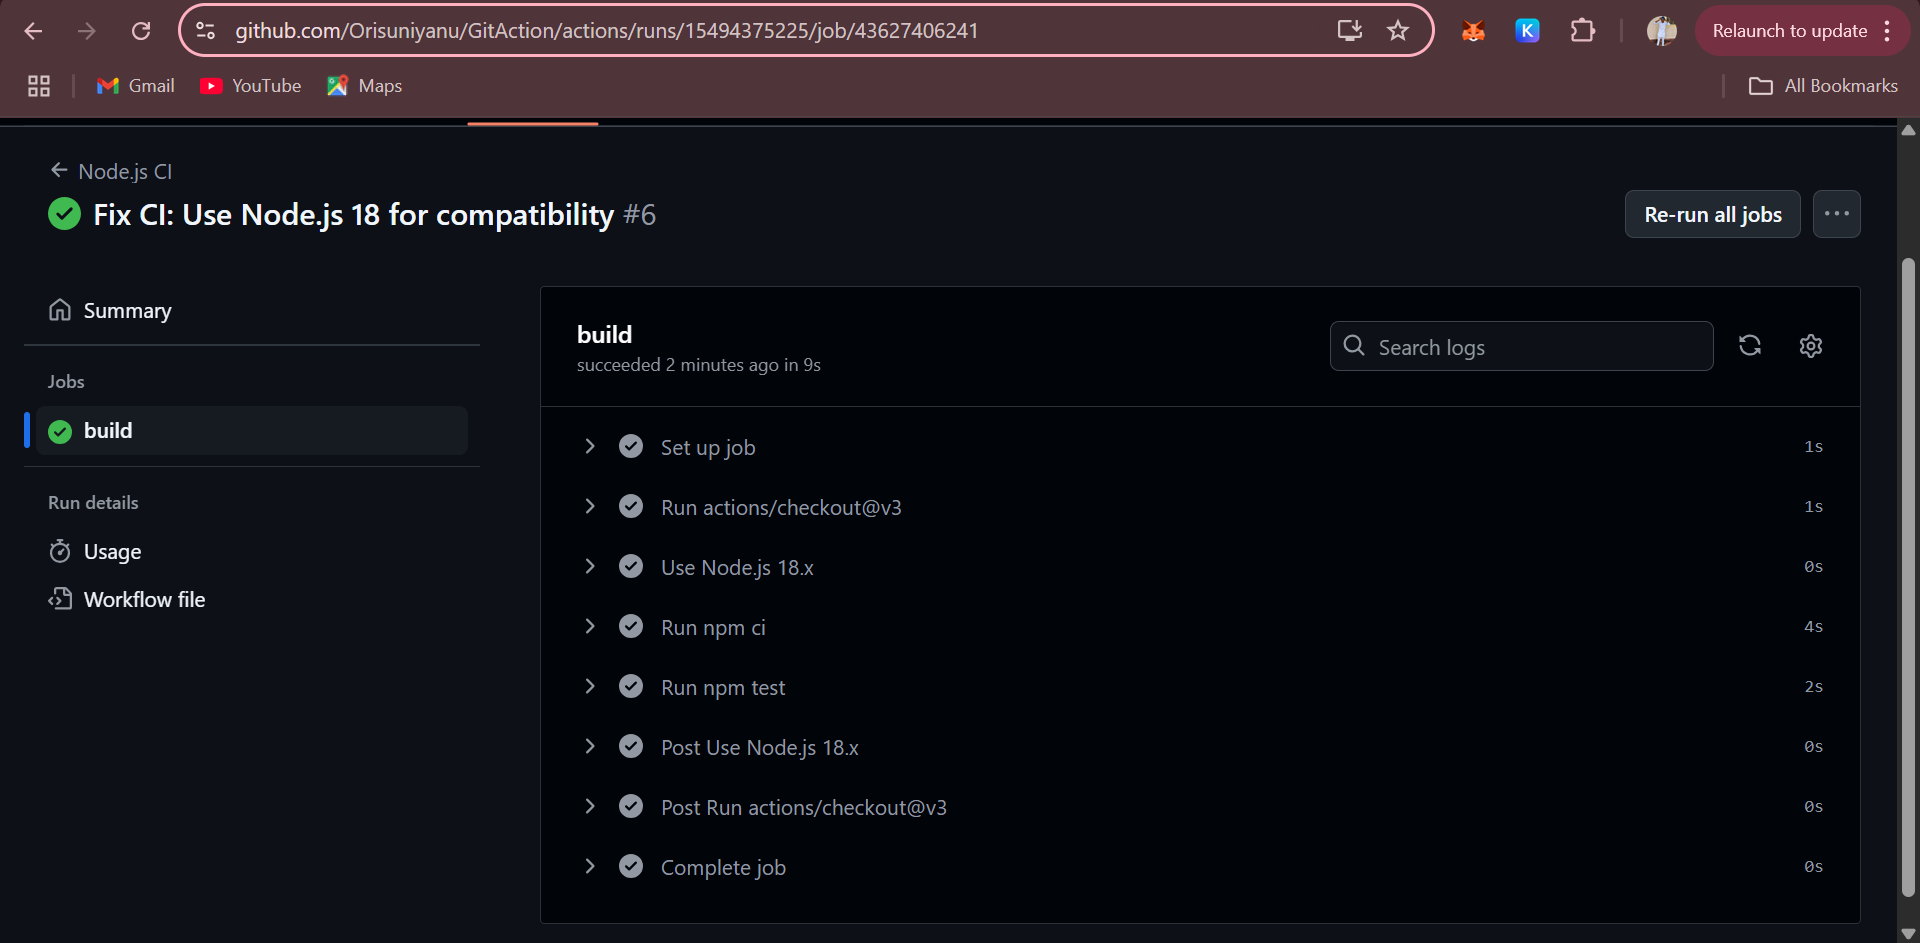 github.com/Orisuniyanu/GitAction/actions/runs/15494375225/job/43627406241
K
Relaunch to update
Gmail
YouTube
Maps
All Bookmarks
Node.js CI
Fix CI: Use Node.js 18 for compatibility #6
Re-run all jobs
Summary
Jobs
build
Run details
Usage
Workflow file
build
succeeded 2 minutes ago in 9s
Search logs
Set up job 1s
Run actions/checkout@v3 1s
Use Node.js 18.x 0s
Run npm ci 4s
Run npm test 2s
Post Use Node.js 18.x 0s
Post Run actions/checkout@v3 0s
Complete job 0s